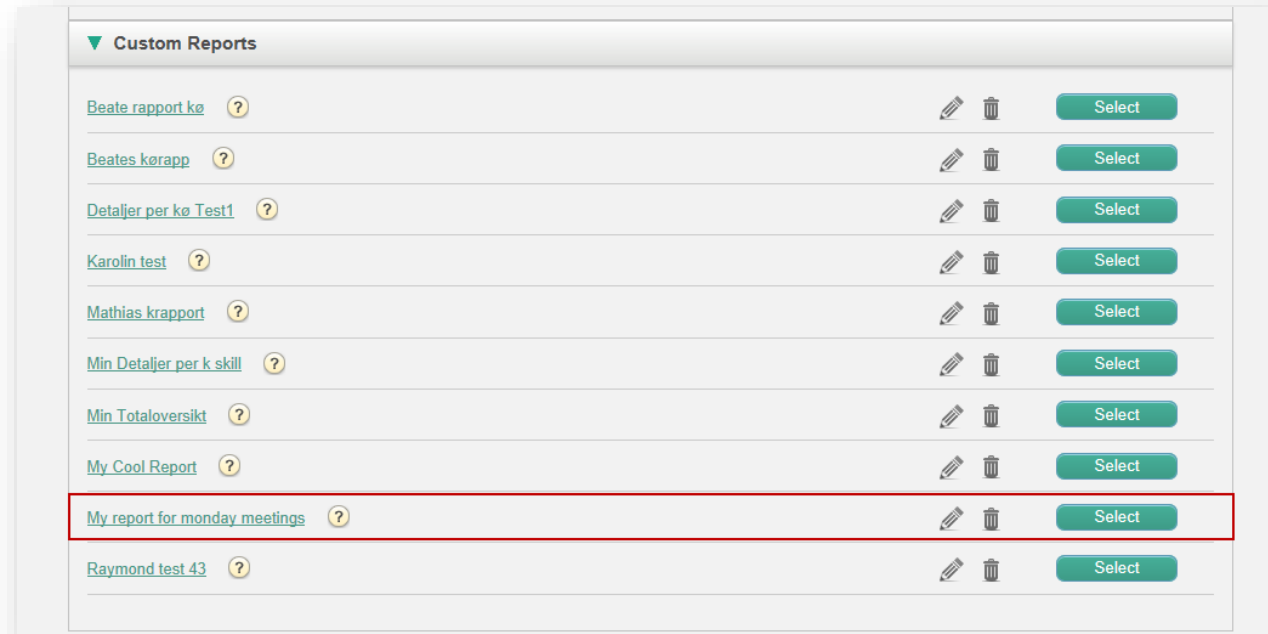 Custom Reports
Beate rapport kø ? Select
Beates kørapp ? Select
Detaljer per kø Test1 ? Select
Karolin test ? Select
Mathias krapport ? Select
Min Detaljer per k skill ? Select
Min Totaloversikt ? Select
My Cool Report ? Select
My report for monday meetings ? Select
Raymond test 43 ? Select